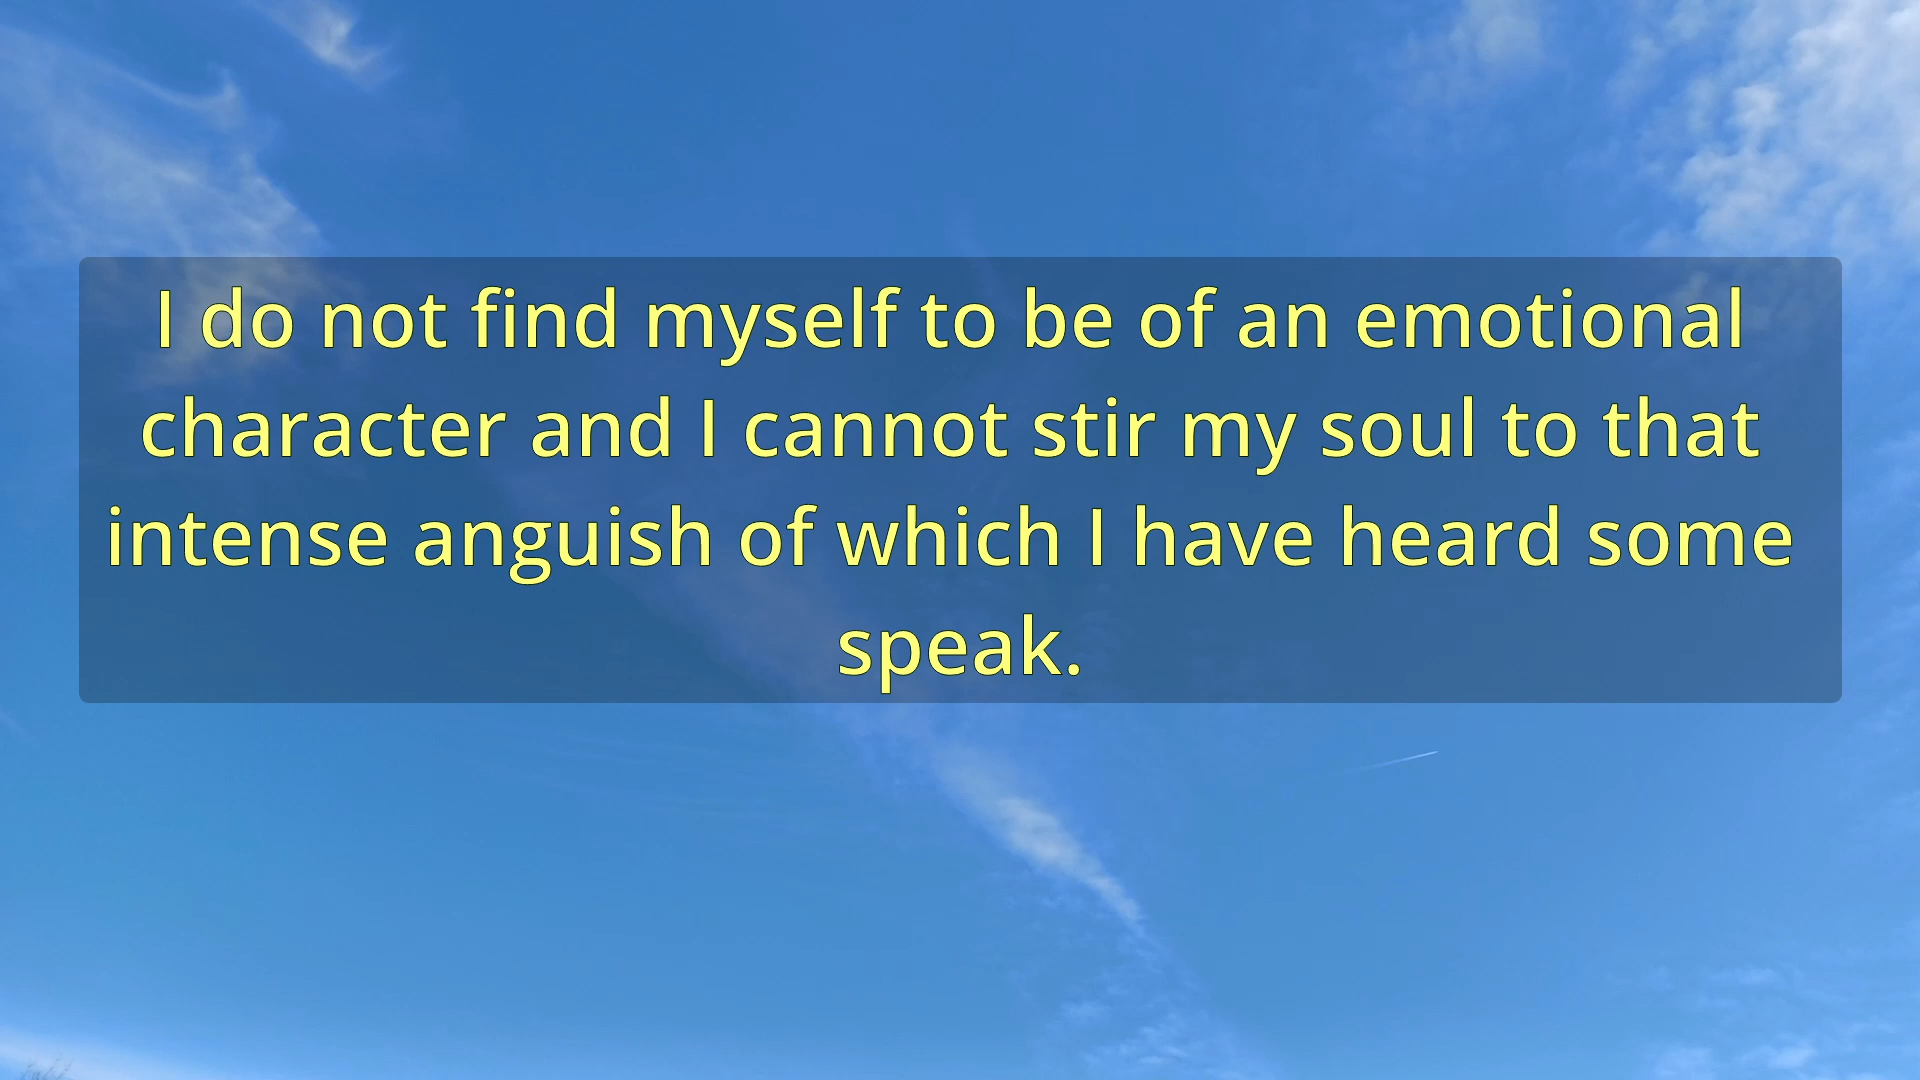 I do not find myself to be of an emotional
character and I cannot stir my soul to that
intense anguish of which I have heard some
speak.